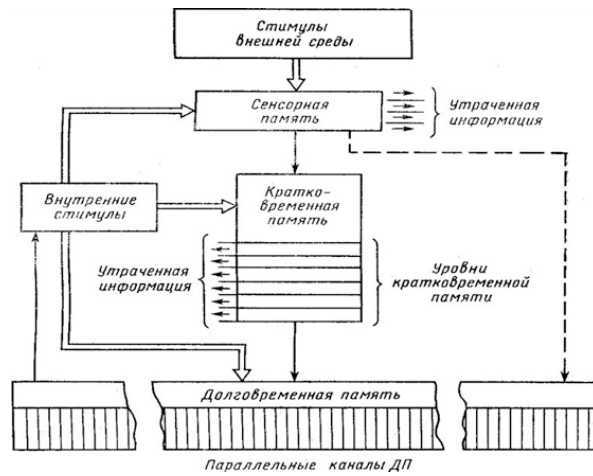 Стимулы
внешней среды
Сенсорная
память
Утраченная
информация
Внутренние
стимулы
Кратко-
временная
память
Утраченная
информация
Уровни
кратковременной
памяти
Долговременная память
Параллельные каналы ДП